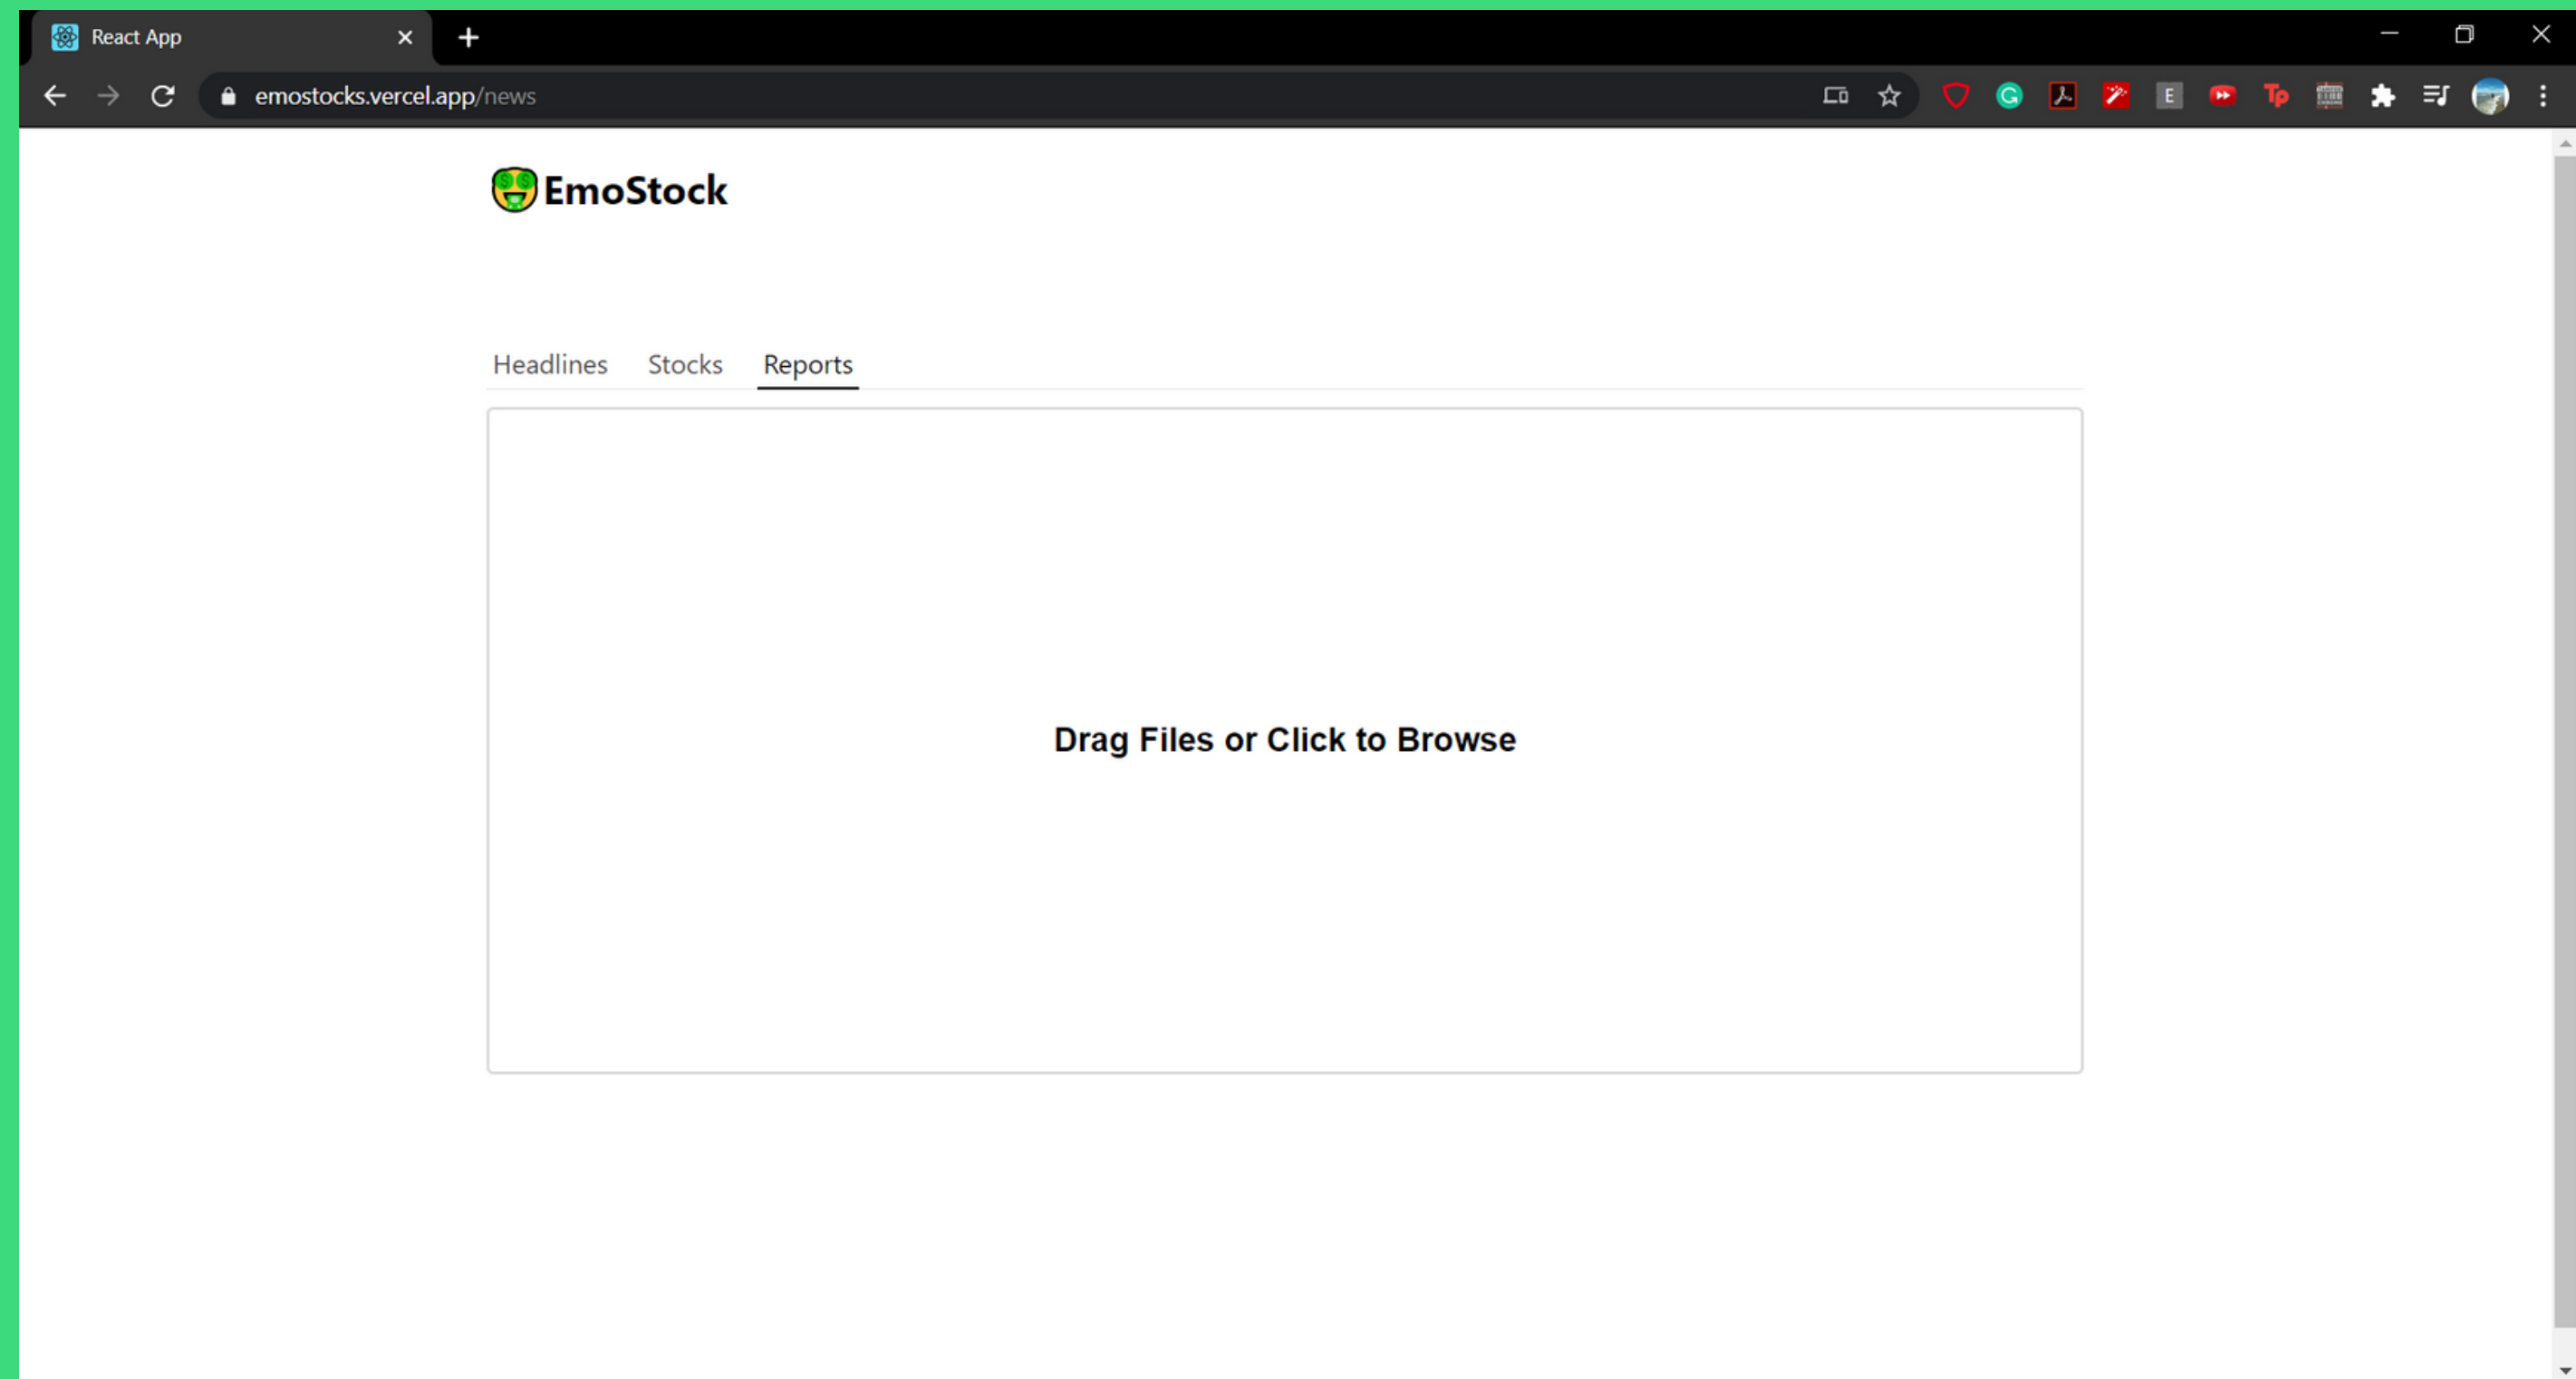 React App
emostocks.vercel.app/news
EmoStock
Headlines Stocks Reports
Drag Files or Click to Browse